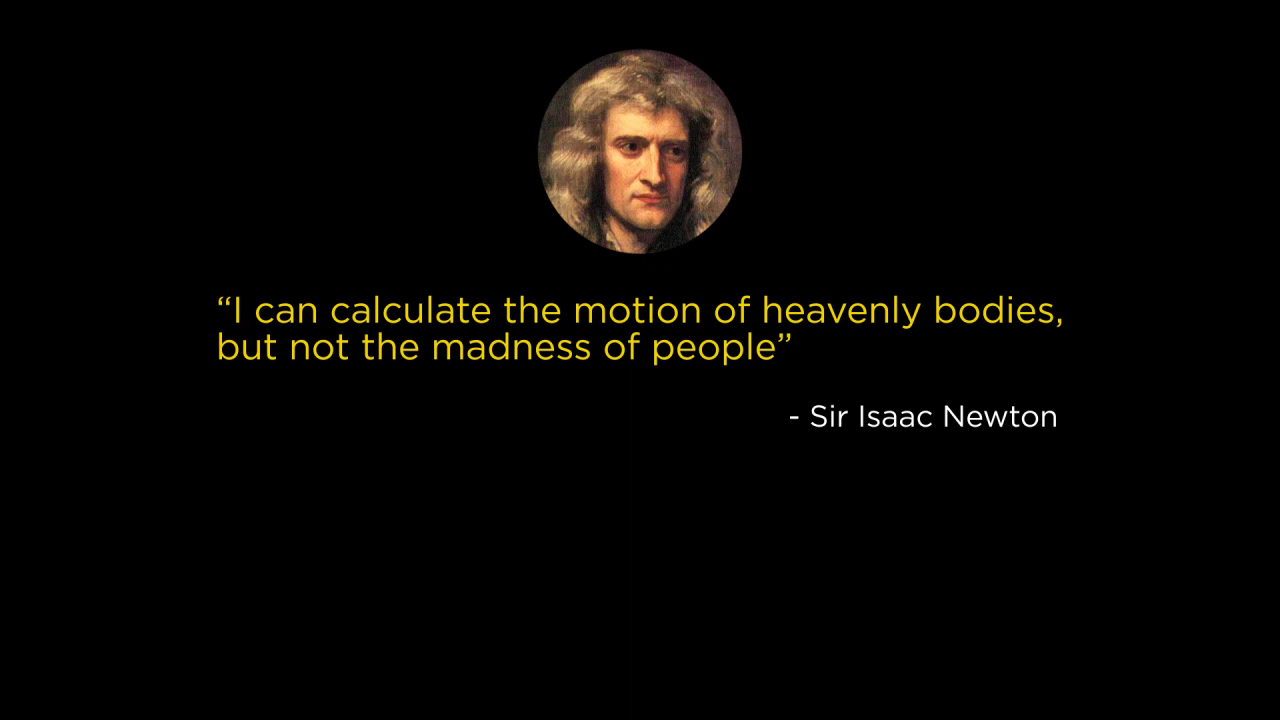 “I can calculate the motion of heavenly bodies,
but not the madness of people”
- Sir Isaac Newton